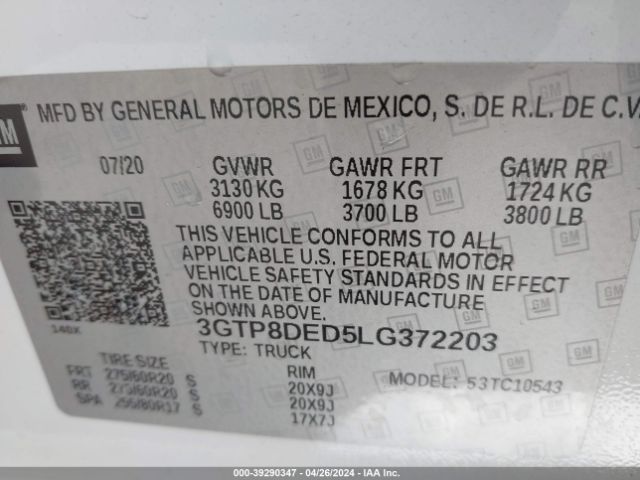 GM MFD BY GENERAL MOTORS DE MEXICO, S. DE R.L. DE C.V.
07/20 GVWR GAWR FRT GAWR RR
3130 KG 1678 KG 1724 KG
6900 LB 3700 LB 3800 LB
THIS VEHICLE CONFORMS TO ALL
APPLICABLE U.S. FEDERAL MOTOR
VEHICLE SAFETY STANDARDS IN EFFECT
ON THE DATE OF MANUFACTURE
SHOWN ABOVE.
148X 3GTP8DED5LG372203
TYPE: TRUCK
TIRE SIZE RIM MODEL: 53TC10543
FRT 275/60R20 S 20X9J
RR 275/60R20 S 20X9J
SPA 255/80R17 S 17X7J
000-39290347 - 04/26/2024 - IAA Inc.